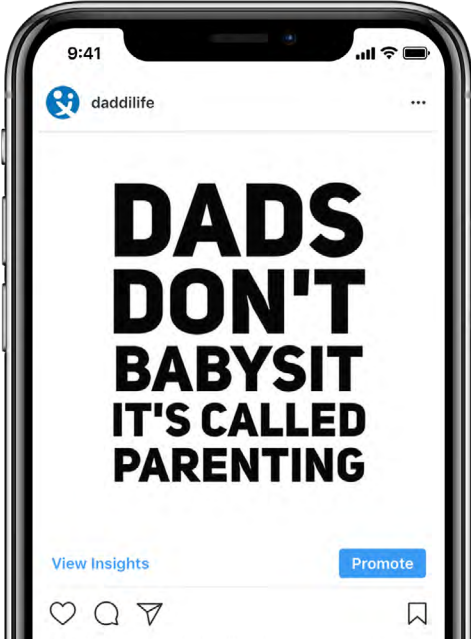 9:41
daddilife
DADS
DON'T
BABYSIT
IT'S CALLED
PARENTING
View Insights
Promote